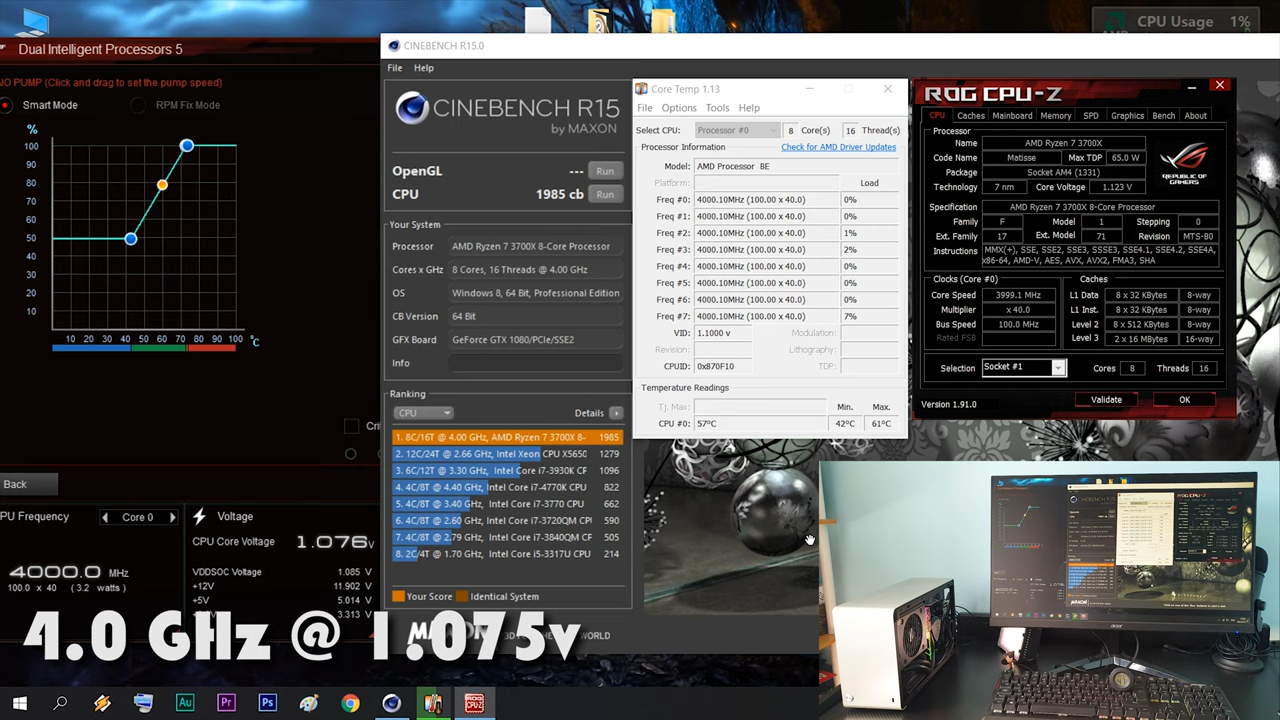 CPU Usage 1%
Dual Intelligent Processors 5
NO PUMP (Click and drag to set the pump speed)
Smart Mode
RPM Fix Mode
%
100
90
80
70
60
50
40
30
20
10
10 20 30 40 50 60 70 80 90 100 °C
Back
Core 0
4000.0 MHz
100.0 x 40 ( 3.2 watts )
Voltage
CPU Core Voltage 1.076v
VDDSOC Voltage 1.085 V
+12V 11.902 V
+5V 5.014 V
3.313 V
CINEBENCH R15.0
File Help
CINEBENCH R15
by MAXON
OpenGL --- Run
CPU 1985 cb Run
Your System
Processor AMD Ryzen 7 3700X 8-Core Processor
Cores x GHz 8 Cores, 16 Threads @ 4.00 GHz
OS Windows 8, 64 Bit, Professional Edition
CB Version 64 Bit
GFX Board GeForce GTX 1080/PCIe/SSE2
Info
Ranking
CPU Details
1. 8C/16T @ 4.00 GHz, AMD Ryzen 7 3700X 8- 1985
2. 12C/24T @ 2.66 GHz, Intel Xeon CPU X5650 1279
3. 6C/12T @ 3.30 GHz, Intel Core i7-3930K CF 1096
4. 4C/8T @ 4.40 GHz, Intel Core i7-4770K CF 822
5. 4C/8T @ 3.40 GHz, Intel Core i7-3770 CPU 662
6. 4C/8T @ 2.60 GHz, Intel Core i7-3720QM CPI 590
7. 4C/8T @ 2.79 GHz, Intel Core i7-3840QM CPI 505
8. 2C/4T @ 1.70 GHz, Intel Core i5-3317U CPU 214
Your Score Identical System
Core Temp 1.13
File Options Tools Help
Select CPU: Processor #0 8 Core(s) 16 Thread(s)
Processor Information Check for AMD Driver Updates
Model: AMD Processor BE
Platform: Load
Freq #0: 4000.10MHz (100.00 x 40.0) 0%
Freq #1: 4000.10MHz (100.00 x 40.0) 0%
Freq #2: 4000.10MHz (100.00 x 40.0) 1%
Freq #3: 4000.10MHz (100.00 x 40.0) 2%
Freq #4: 4000.10MHz (100.00 x 40.0) 0%
Freq #5: 4000.10MHz (100.00 x 40.0) 0%
Freq #6: 4000.10MHz (100.00 x 40.0) 0%
Freq #7: 4000.10MHz (100.00 x 40.0) 7%
VID: 1.1000 v Modulation:
Revision: Lithography:
CPUID: 0x870F10 TDP:
Temperature Readings
Tj. Max: Min. Max.
CPU #0: 57°C 42°C 61°C
ROG CPU-Z
CPU Caches Mainboard Memory SPD Graphics Bench About
Processor
Name AMD Ryzen 7 3700X
Code Name Matisse Max TDP 65.0 W
Package Socket AM4 (1331)
Technology 7 nm Core Voltage 1.123 V
REPUBLIC OF
GAMERS
Specification AMD Ryzen 7 3700X 8-Core Processor
Family F Model 1 Stepping 0
Ext. Family 17 Ext. Model 71 Revision MTS-B0
Instructions MMX(+), SSE, SSE2, SSE3, SSSE3, SSE4.1, SSE4.2, SSE4A,
x86-64, AMD-V, AES, AVX, AVX2, FMA3, SHA
Clocks (Core #0) Caches
Core Speed 3999.1 MHz L1 Data 8 x 32 KBytes 8-way
Multiplier x 40.0 L1 Inst. 8 x 32 KBytes 8-way
Bus Speed 100.0 MHz Level 2 8 x 512 KBytes 8-way
Rated FSB Level 3 2 x 16 MBytes 16-way
Selection Socket #1 Cores 8 Threads 16
Version 1.91.0 Validate OK
4.0 GHz @ 1.075v
Au Pr Ps
acer